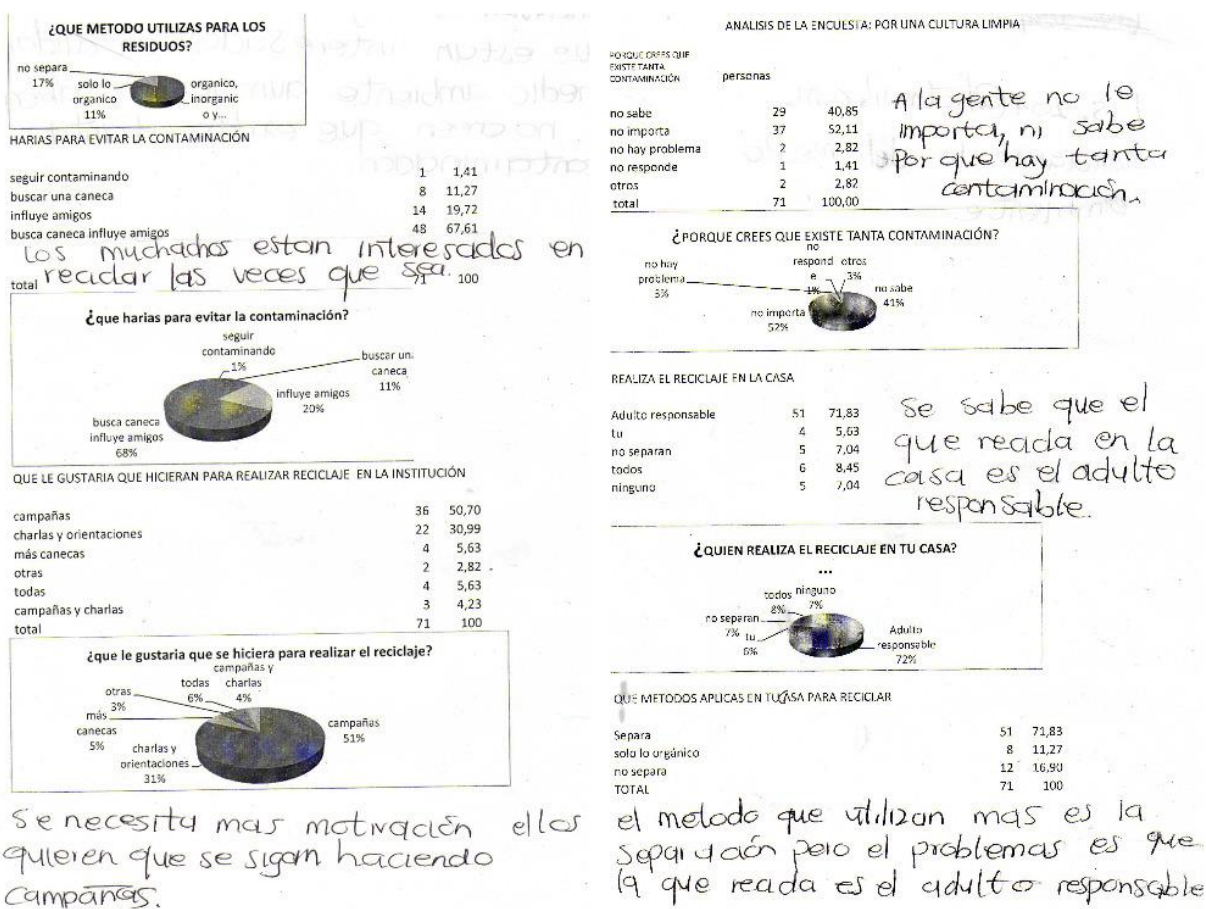 ¿QUE METODO UTILIZAS PARA LOS
RESIDUOS?
no separa
17%
solo lo
organico
11%
organico,
inorganic
o y...
HARIAS PARA EVITAR LA CONTAMINACIÓN
seguir contaminando 1 1,41
buscar una caneca 8 11,27
influye amigos 14 19,72
busca caneca influye amigos 48 67,61
Los muchachos estan interesados en
reciclar las veces que sea.
total 71 100
¿que harias para evitar la contaminación?
seguir
contaminando
1%
buscar un
caneca
11%
influye amigos
20%
busca caneca
influye amigos
68%
QUE LE GUSTARIA QUE HICIERAN PARA REALIZAR RECICLAJE EN LA INSTITUCIÓN
campañas 36 50,70
charlas y orientaciones 22 30,99
más canecas 4 5,63
otras 2 2,82
todas 4 5,63
campañas y charlas 3 4,23
total 71 100
¿que le gustaria que se hiciera para realizar el reciclaje?
campañas y
charlas
4%
todas
6%
otras
3%
más
canecas
5%
charlas y
orientaciones
31%
campañas
51%
Se necesita mas motivación ellos
quieren que se sigan haciendo
campañas.
ANALISIS DE LA ENCUESTA: POR UNA CULTURA LIMPIA
PORQUE CREES QUE
EXISTE TANTA
CONTAMINACIÓN personas
no sabe 29 40,85
no importa 37 52,11
no hay problema 2 2,82
no responde 1 1,41
otros 2 2,82
total 71 100,00
A la gente no le
importa, ni sabe
por que hay tanta
contaminación.
¿PORQUE CREES QUE EXISTE TANTA CONTAMINACIÓN?
no
respond
e
1%
otros
3%
no hay
problema
3%
no sabe
41%
no importa
52%
REALIZA EL RECICLAJE EN LA CASA
Adulto responsable 51 71,83
tu 4 5,63
no separan 5 7,04
todos 6 8,45
ninguno 5 7,04
Se sabe que el
que recicla en la
casa es el adulto
responsable.
¿QUIEN REALIZA EL RECICLAJE EN TU CASA?
...
todos
8%
ninguno
7%
no separan
7%
tu
6%
Adulto
responsable
72%
QUE METODOS APLICAS EN TU CASA PARA RECICLAR
Separa 51 71,83
solo lo orgánico 8 11,27
no separa 12 16,90
TOTAL 71 100
el metodo que utilizan mas es la
separación pero el problemas es que
la que recicla es el adulto responsable